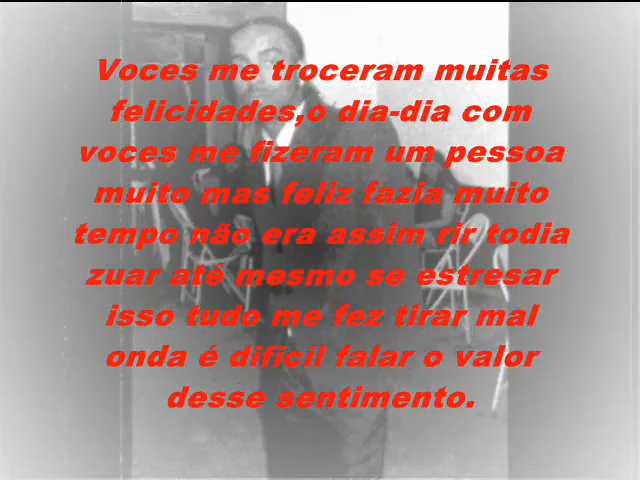 Voces me troceram muitas
felicidades,o dia-dia com
voces me fizeram um pessoa
muito mas feliz fazia muito
tempo não era assim rir todia
zuar até mesmo se estresar
isso tudo me fez tirar mal
onda é dificil falar o valor
desse sentimento.